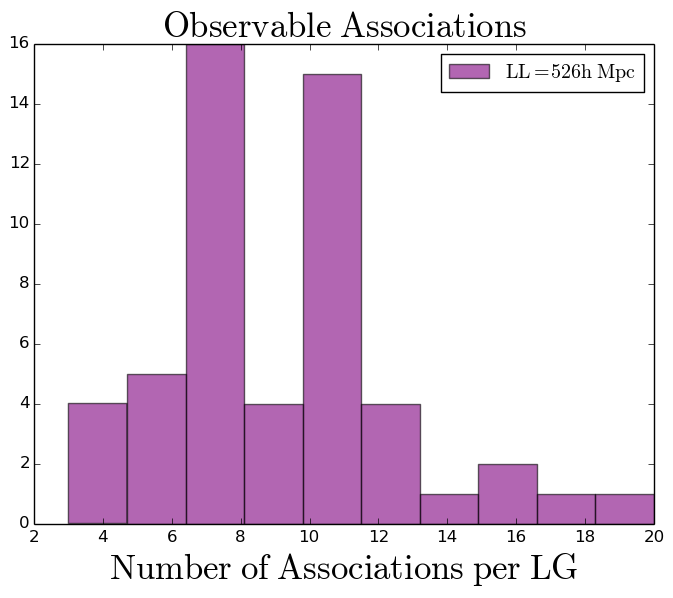 Observable Associations
LL = 526h Mpc
16
14
12
10
8
6
4
2
0
2 4 6 8 10 12 14 16 18 20
Number of Associations per LG